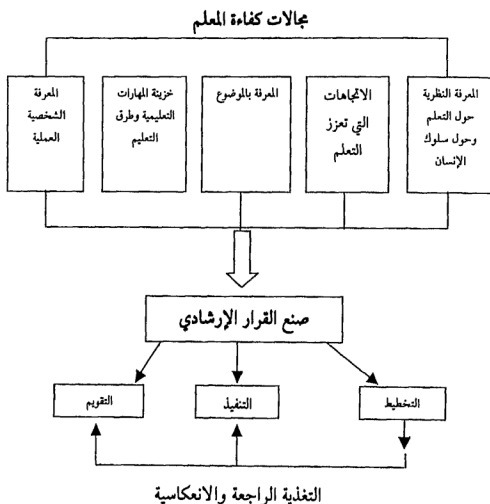 مجالات كفاءة المعلم
المعرفة النظرية
حول التعلم
وحول سلوك
الإنسان
الاتجاهات
التي تعزز
التعلم
المعرفة بالموضوع
خزينة المهارات
التعليمية وطرق
التعليم
المعرفة
الشخصية
العملية
صنع القرار الإرشادي
التخطيط
التنفيذ
التقويم
التغذية الراجعة والانعكاسية